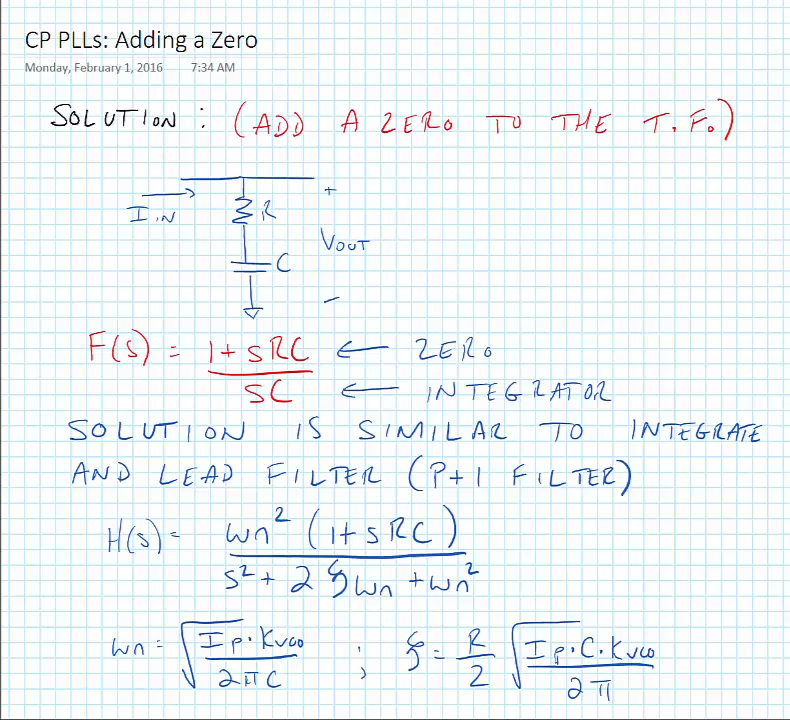 CP PLLs: Adding a Zero
Monday, February 1, 2016 7:34 AM
SOLUTION : (ADD A ZERO TO THE T.F.)
+
I IN
R
VOUT
C
-
F(s) = (1+sRC)/(sC) ← ZERO
← INTEGRATOR
SOLUTION IS SIMILAR TO INTEGRATE
AND LEAD FILTER (P+I FILTER)
H(s) = (ωn² (1+sRC))/(s² + 2ζωn + ωn²)
ωn = √(Ip·Kvco/2πC) ; ζ = R/2 √(Ip·C·Kvco/2π)